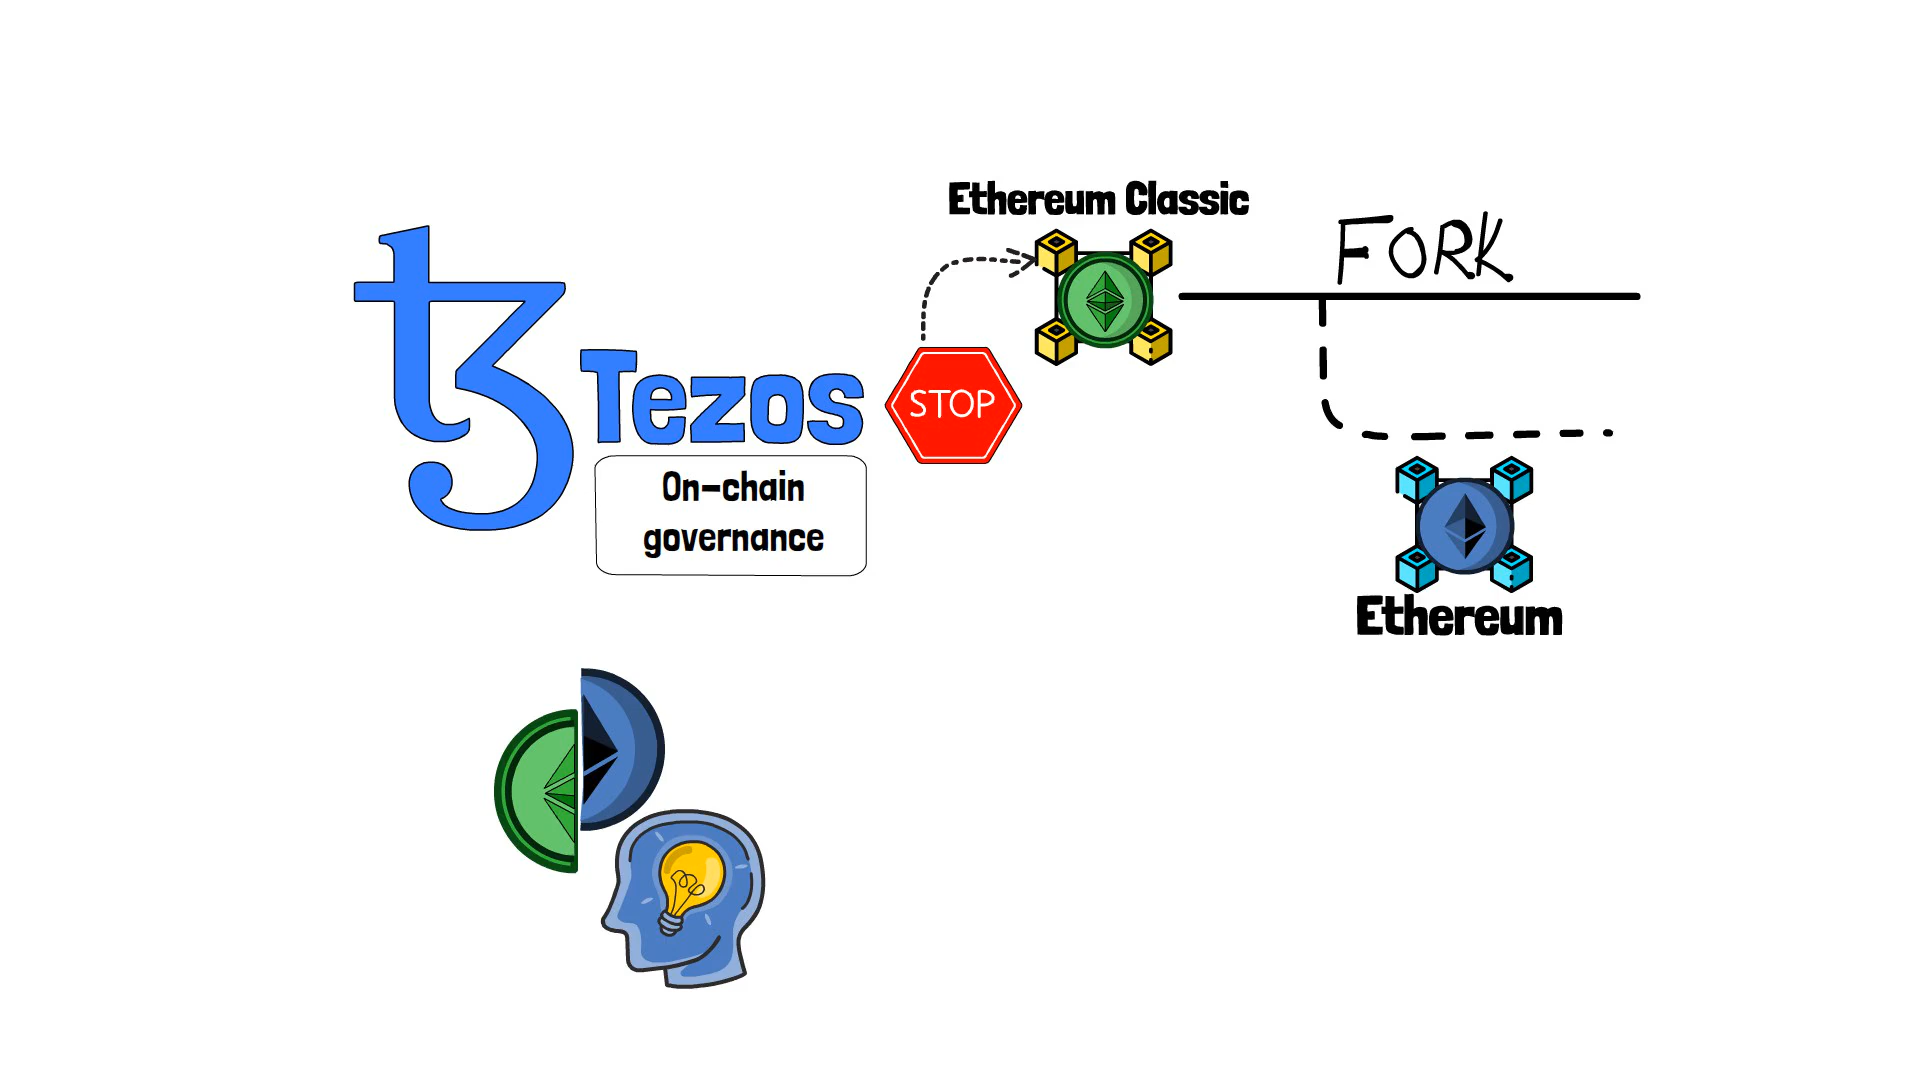 Ethereum Classic
FORK
Tezos
STOP
On-chain
governance
Ethereum